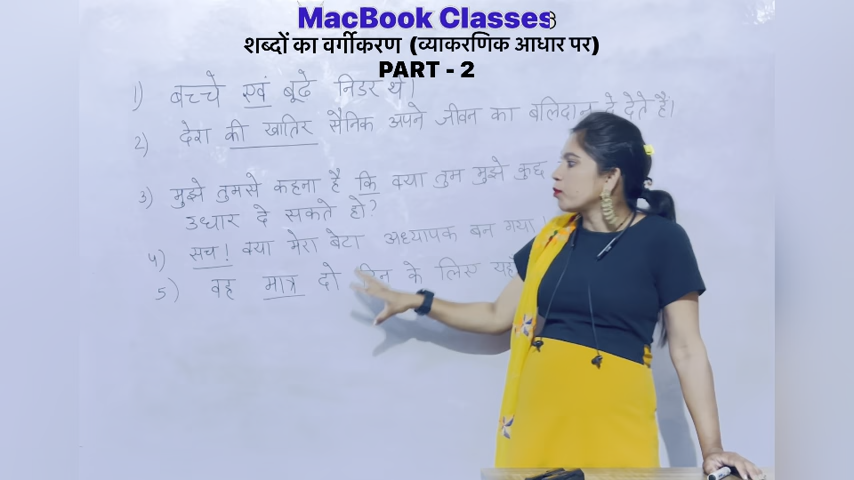 MacBook Classes
शब्दों का वर्गीकरण (व्याकरणिक आधार पर)
PART - 2
1) बच्चे एवं बूढे निडर थे।
2) देश की खातिर सैनिक अपने जीवन का बलिदान दे देते हैं।
3) मुझे तुमसे कहना है कि क्या तुम मुझे कुछ
उधार दे सकते हो?
4) सच! क्या मेरा बेटा अध्यापक बन गया!
5) वह मात्र दो दिन के लिए